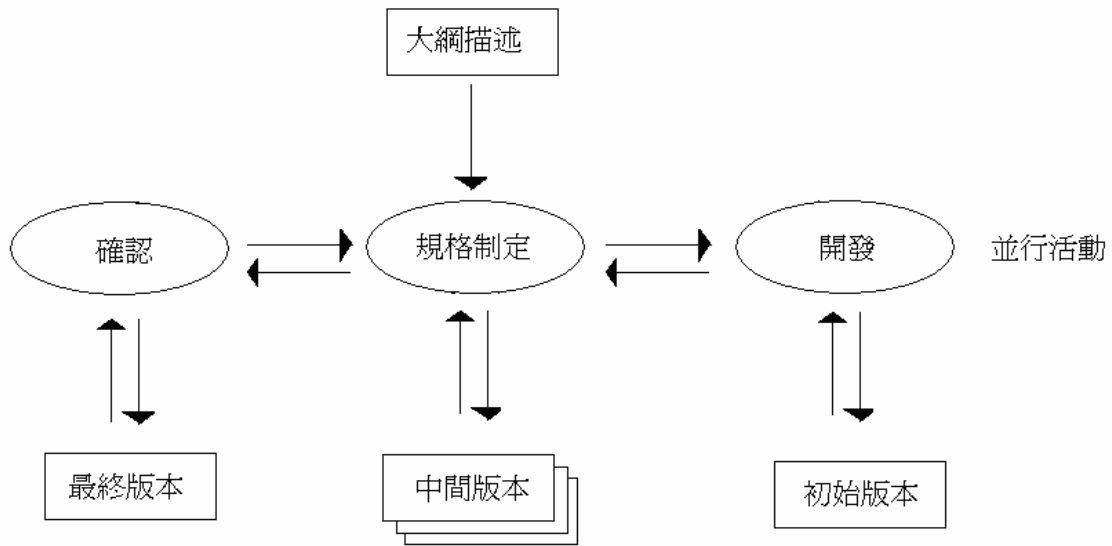 大綱描述
確認
規格制定
開發
並行活動
最終版本
中間版本
初始版本